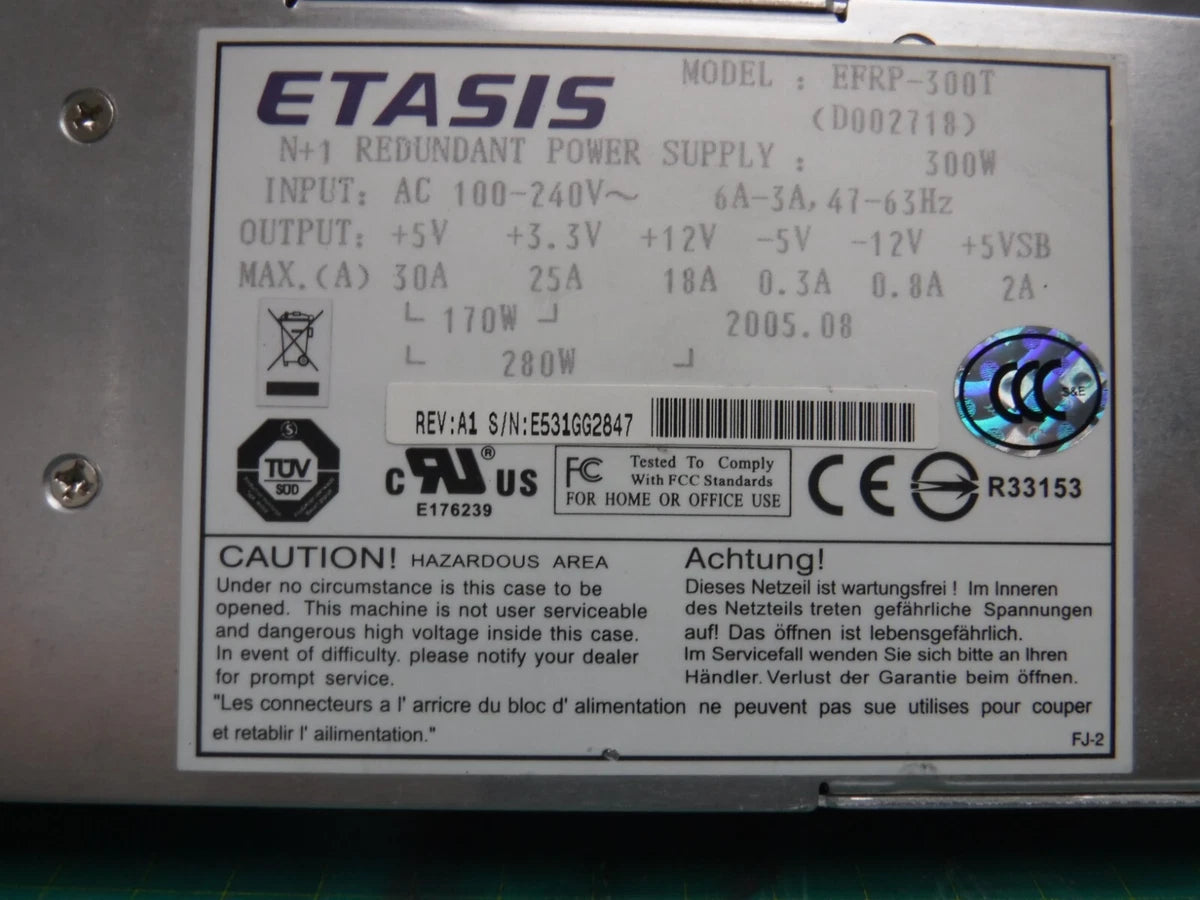 ETASIS
MODEL : EFRP-300T
(D002718)
N+1 REDUNDANT POWER SUPPLY : 300W
INPUT: AC 100-240V~ 6A-3A, 47-63Hz
OUTPUT: +5V +3.3V +12V -5V -12V +5VSB
MAX.(A) 30A 25A 18A 0.3A 0.8A 2A
170W
2005.08
280W
CCC S&E
REV:A1 S/N:E531GG2847
TÜV
SÜD
C UR ® US
E176239
FC Tested To Comply
With FCC Standards
FOR HOME OR OFFICE USE
CE
R33153
CAUTION! HAZARDOUS AREA
Under no circumstance is this case to be
opened. This machine is not user serviceable
and dangerous high voltage inside this case.
In event of difficulty. please notify your dealer
for prompt service.
Achtung!
Dieses Netzeil ist wartungsfrei ! Im Inneren
des Netzteils treten gefährliche Spannungen
auf! Das öffnen ist lebensgefährlich.
Im Servicefall wenden Sie sich bitte an Ihren
Händler. Verlust der Garantie beim öffnen.
"Les connecteurs a l' arricre du bloc d' alimentation ne peuvent pas sue utilises pour couper
et retablir l' ailimentation."
FJ-2